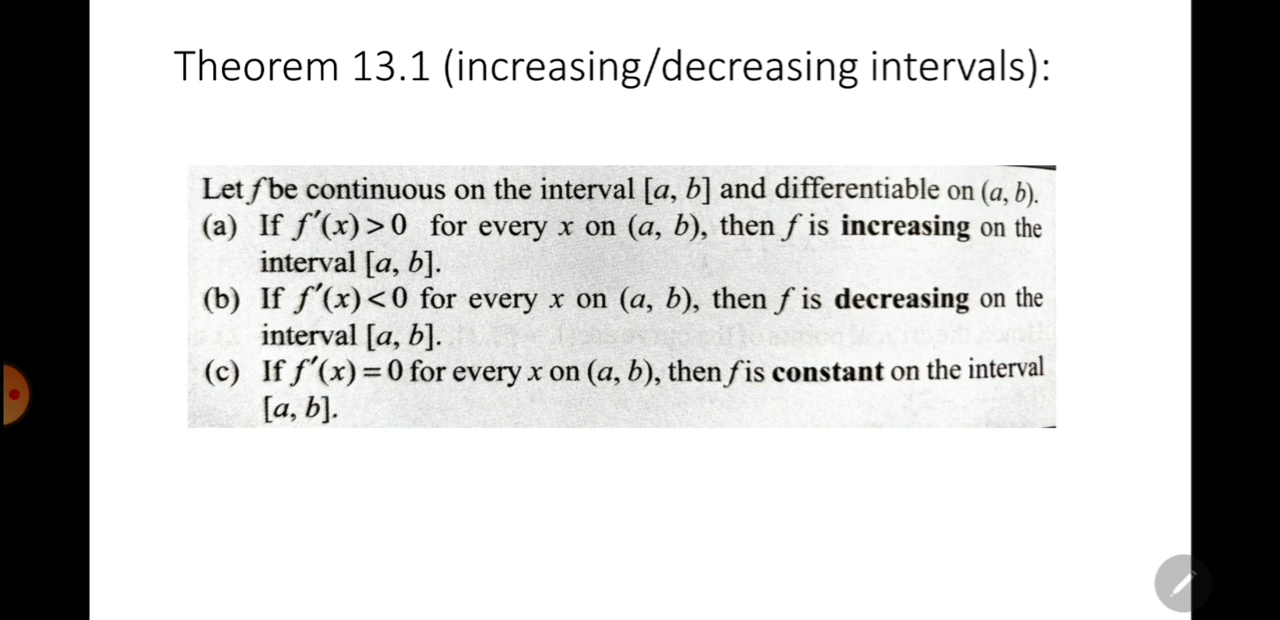 Theorem 13.1 (increasing/decreasing intervals):
Let f be continuous on the interval [a, b] and differentiable on (a, b).
(a) If f′(x)>0 for every x on (a, b), then f is increasing on the
interval [a, b].
(b) If f′(x)<0 for every x on (a, b), then f is decreasing on the
interval [a, b].
(c) If f′(x)=0 for every x on (a, b), then f is constant on the interval
[a, b].